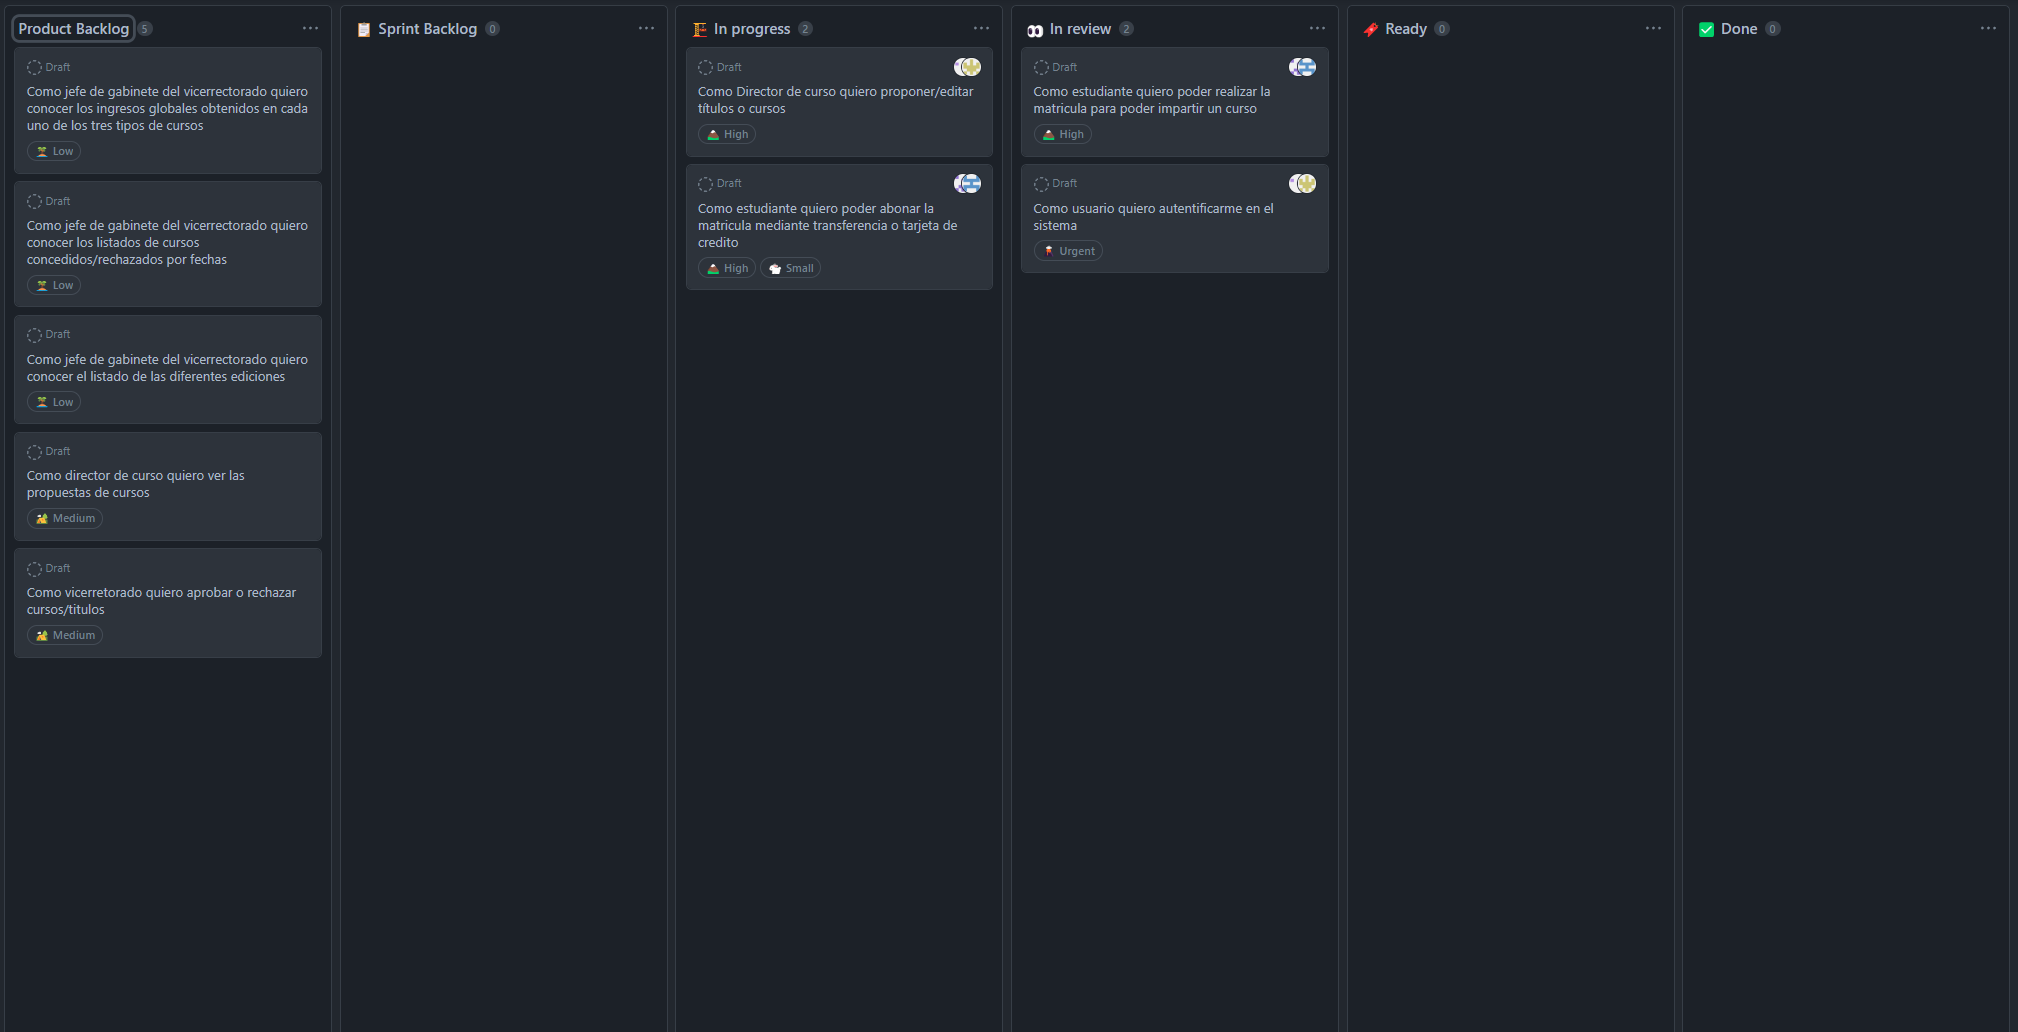 Product Backlog 5
Draft
Como jefe de gabinete del vicerrectorado quiero
conocer los ingresos globales obtenidos en cada
uno de los tres tipos de cursos
Low
Draft
Como jefe de gabinete del vicerrectorado quiero
conocer los listados de cursos
concedidos/rechazados por fechas
Low
Draft
Como jefe de gabinete del vicerrectorado quiero
conocer el listado de las diferentes ediciones
Low
Draft
Como director de curso quiero ver las
propuestas de cursos
Medium
Draft
Como vicerretorado quiero aprobar o rechazar
cursos/titulos
Medium
Sprint Backlog 0
In progress 2
Draft
Como Director de curso quiero proponer/editar
títulos o cursos
High
Draft
Como estudiante quiero poder abonar la
matricula mediante transferencia o tarjeta de
credito
High Small
In review 2
Draft
Como estudiante quiero poder realizar la
matricula para poder impartir un curso
High
Draft
Como usuario quiero autentificarme en el
sistema
Urgent
Ready 0
Done 0